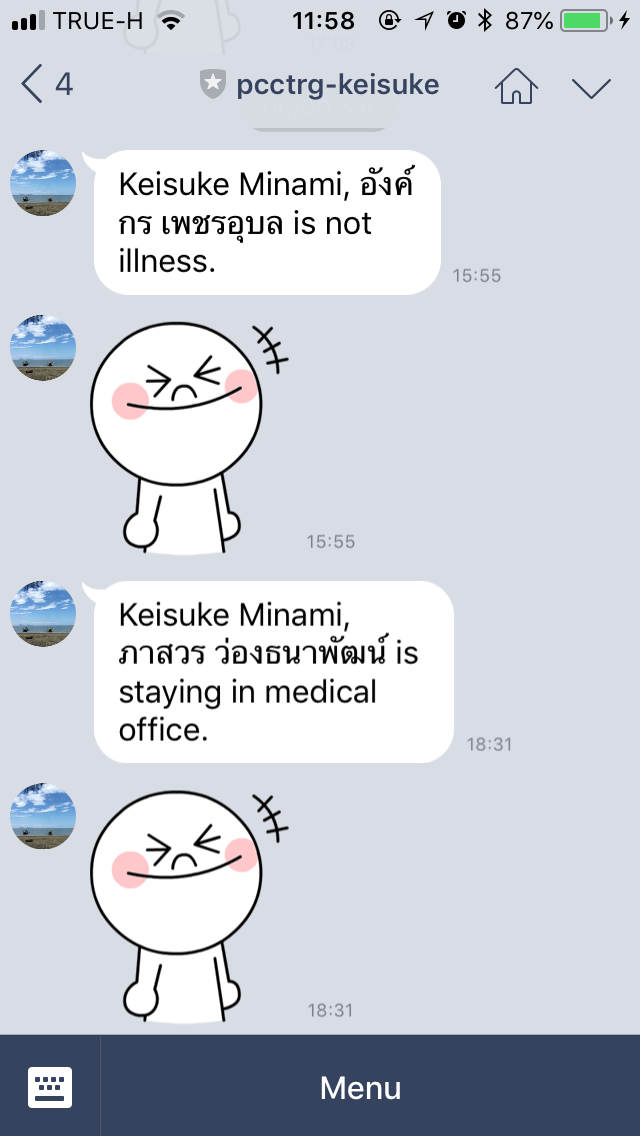 TRUE-H
11:58
87%
4
pcctrg-keisuke
Keisuke Minami, อังค์
กร เพชรอุบล is not
illness.
15:55
15:55
Keisuke Minami,
ภาสวร ว่องธนาพัฒน์ is
staying in medical
office.
18:31
18:31
Menu